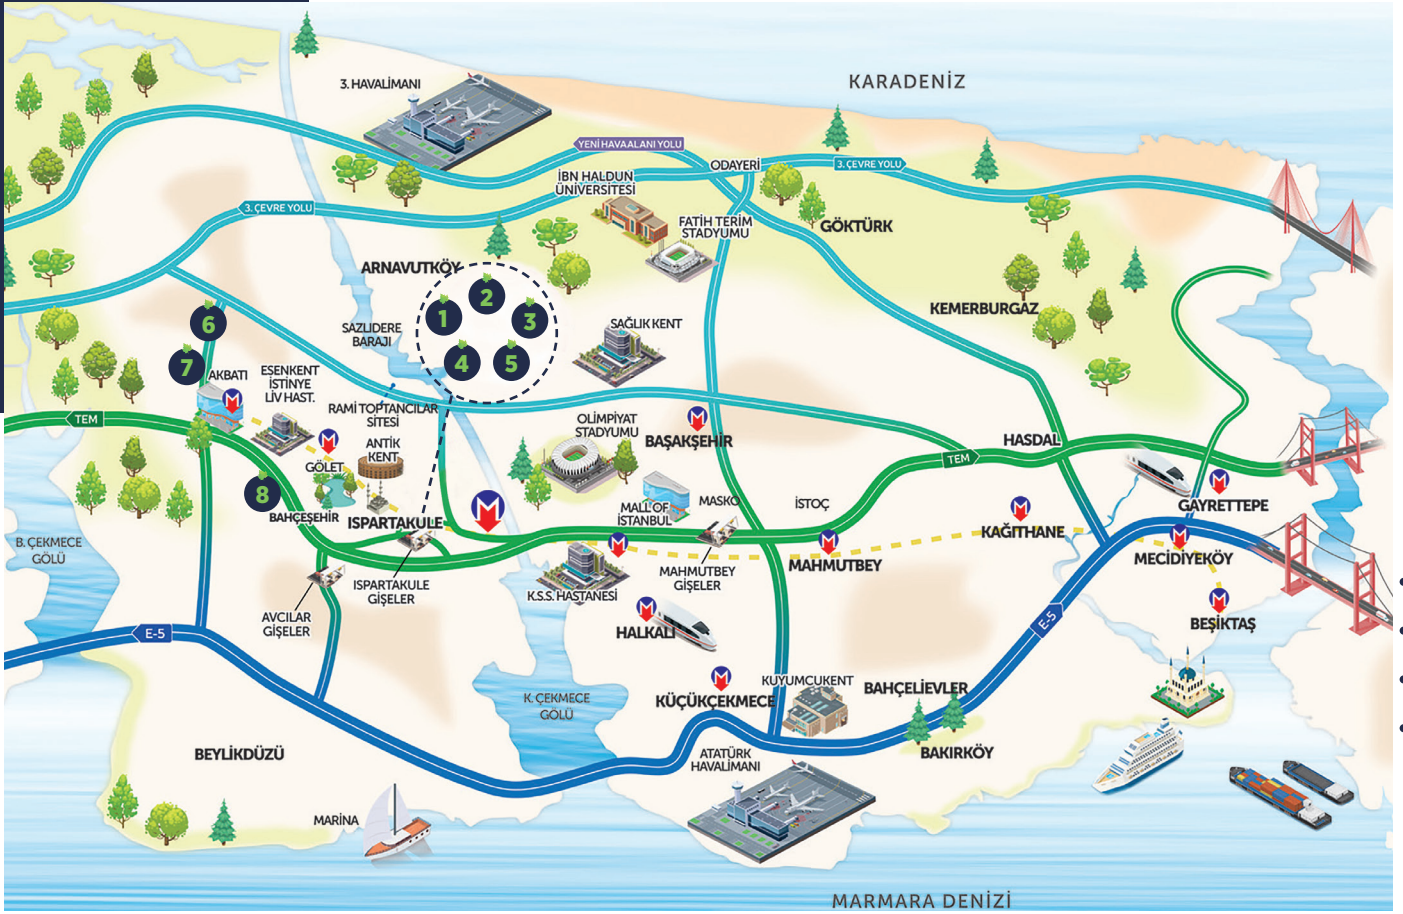 KARADENİZ
3. HAVALİMANI
YENİ HAVAALANI YOLU
ODAYERİ
3. ÇEVRE YOLU
İBN HALDUN
ÜNİVERSİTESİ
3. ÇEVRE YOLU
FATİH TERİM
STADYUMU
GÖKTÜRK
ARNAVUTKÖY
1
2
3
4
5
6
7
KEMERBURGAZ
SAZLIDERE
BARAJI
SAĞLIK KENT
AKBATI
M
ESENKENT
İSTİNYE
LİV HAST.
RAMİ TOPTANCILAR
SİTESİ
TEM
ANTİK
KENT
M
OLİMPİYAT
STADYUMU
M
BAŞAKŞEHİR
HASDAL
TEM
GÖLET
8
BAHÇEŞEHİR
ISPARTAKULE
M
MALL OF
İSTANBUL
MASKO
İSTOÇ
M
GAYRETTEPE
M
KAĞITHANE
M
MECİDİYEKÖY
B. ÇEKMECE
GÖLÜ
M
M
MAHMUTBEY
MAHMUTBEY
GİŞELER
ISPARTAKULE
GİŞELER
K.S.S. HASTANESİ
AVCILAR
GİŞELER
M
HALKALI
M
BEŞİKTAŞ
E-5
E-5
M
KÜÇÜKÇEKMECE
KUYUMCUKENT
BAHÇELİEVLER
K. ÇEKMECE
GÖLÜ
BEYLİKDÜZÜ
ATATÜRK
HAVALİMANI
BAKIRKÖY
MARİNA
MARMARA DENİZİ